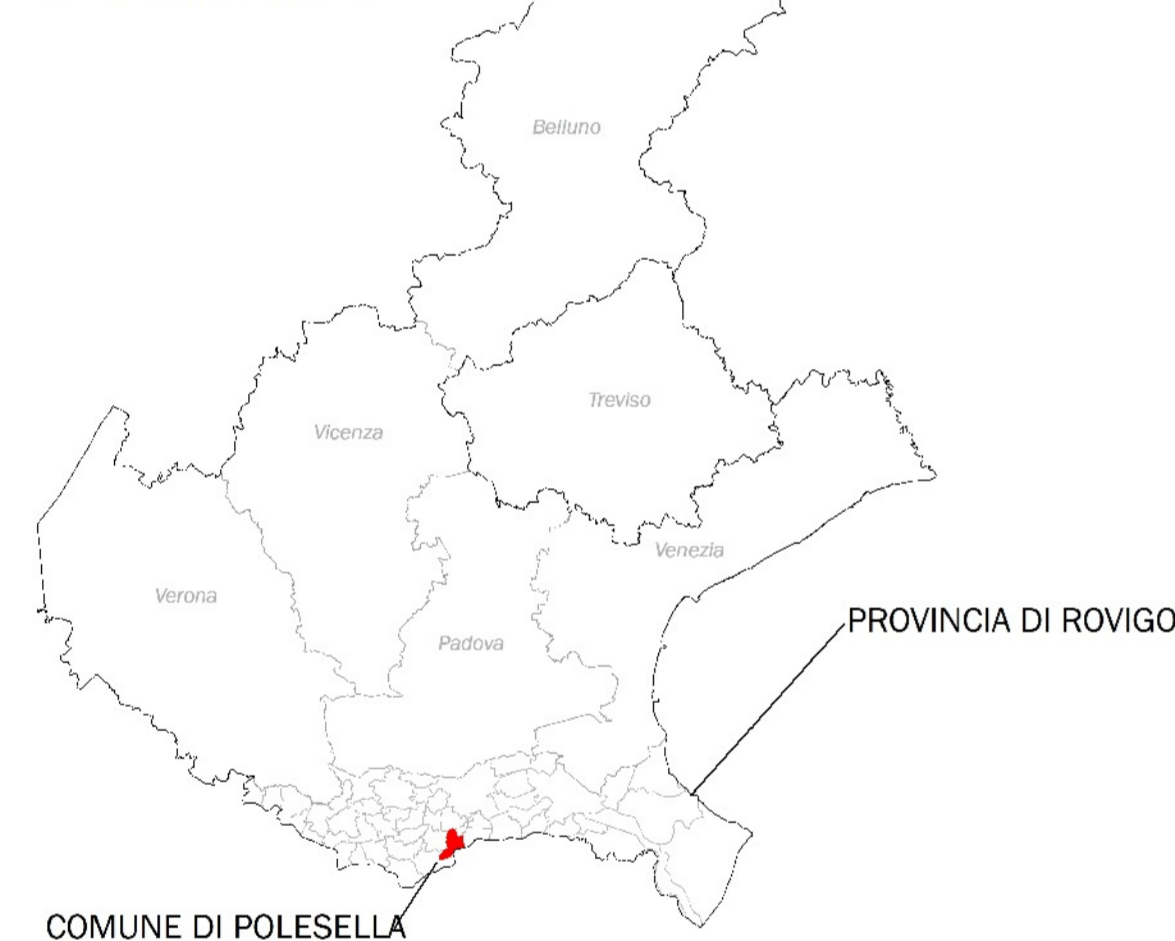 Belluno
Treviso
Vicenza
Venezia
Verona
PROVINCIA DI ROVIGO
Padova
COMUNE DI POLESELLA